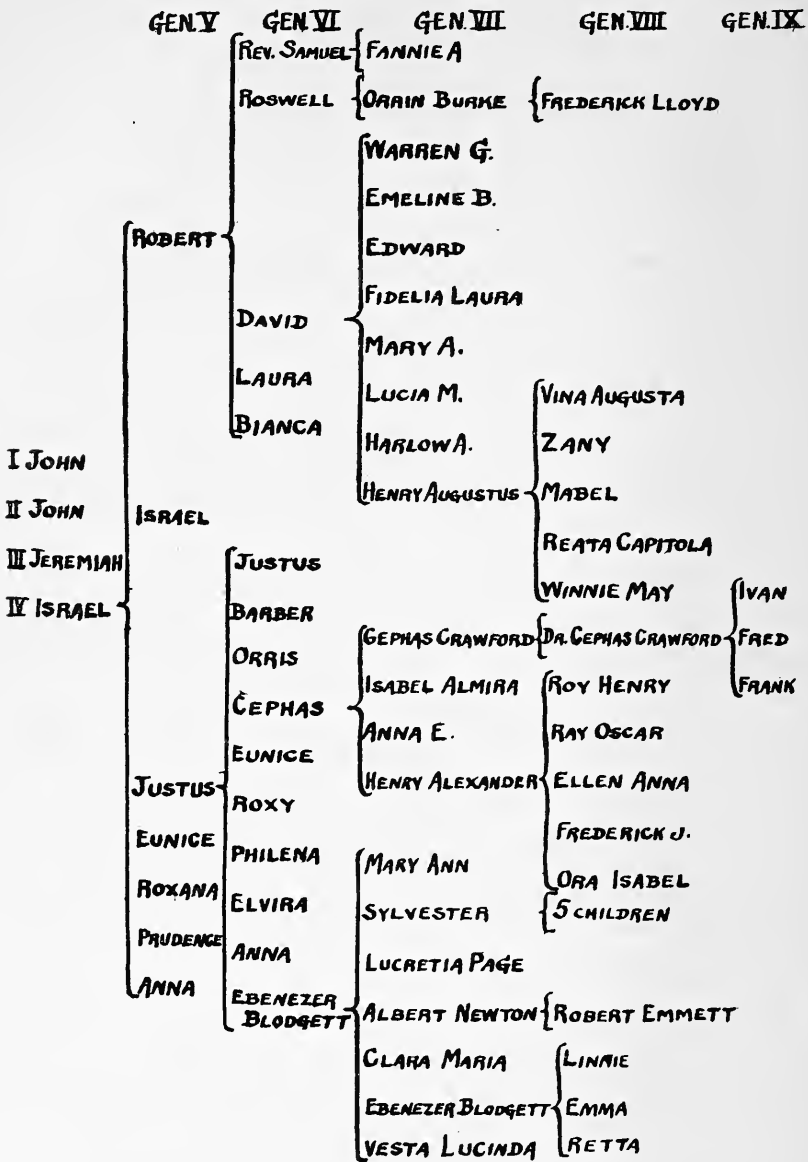 GEN. V GEN. VI GEN. VII GEN. VIII GEN. IX
REV. SAMUEL FANNIE A
ROSWELL ORRIN BURKE FREDERICK LLOYD
WARREN G.
EMELINE B.
ROBERT EDWARD
FIDELIA LAURA
DAVID
MARY A.
LAURA
LUCIA M. VINA AUGUSTA
BIANCA
HARLOW A. ZANY
I JOHN
HENRY AUGUSTUS MABEL
II JOHN ISRAEL
REATA CAPITOLA
III JEREMIAH JUSTUS
WINNIE MAY IVAN
IV ISRAEL BARBER
GEPHAS CRAWFORD DR. CEPHAS CRAWFORD FRED
ORRIS
ISABEL ALMIRA ROY HENRY FRANK
CEPHAS
ANNA E. RAY OSCAR
EUNICE
JUSTUS HENRY ALEXANDER ELLEN ANNA
ROXY
EUNICE FREDERICK J.
PHILENA MARY ANN
ROXANA ORA ISABEL
ELVIRA SYLVESTER 5 CHILDREN
PRUDENCE
ANNA LUCRETIA PAGE
ANNA
EBENEZER
BLODGETT ALBERT NEWTON ROBERT EMMETT
CLARA MARIA LINNIE
EBENEZER BLODGETT EMMA
VESTA LUCINDA RETTA